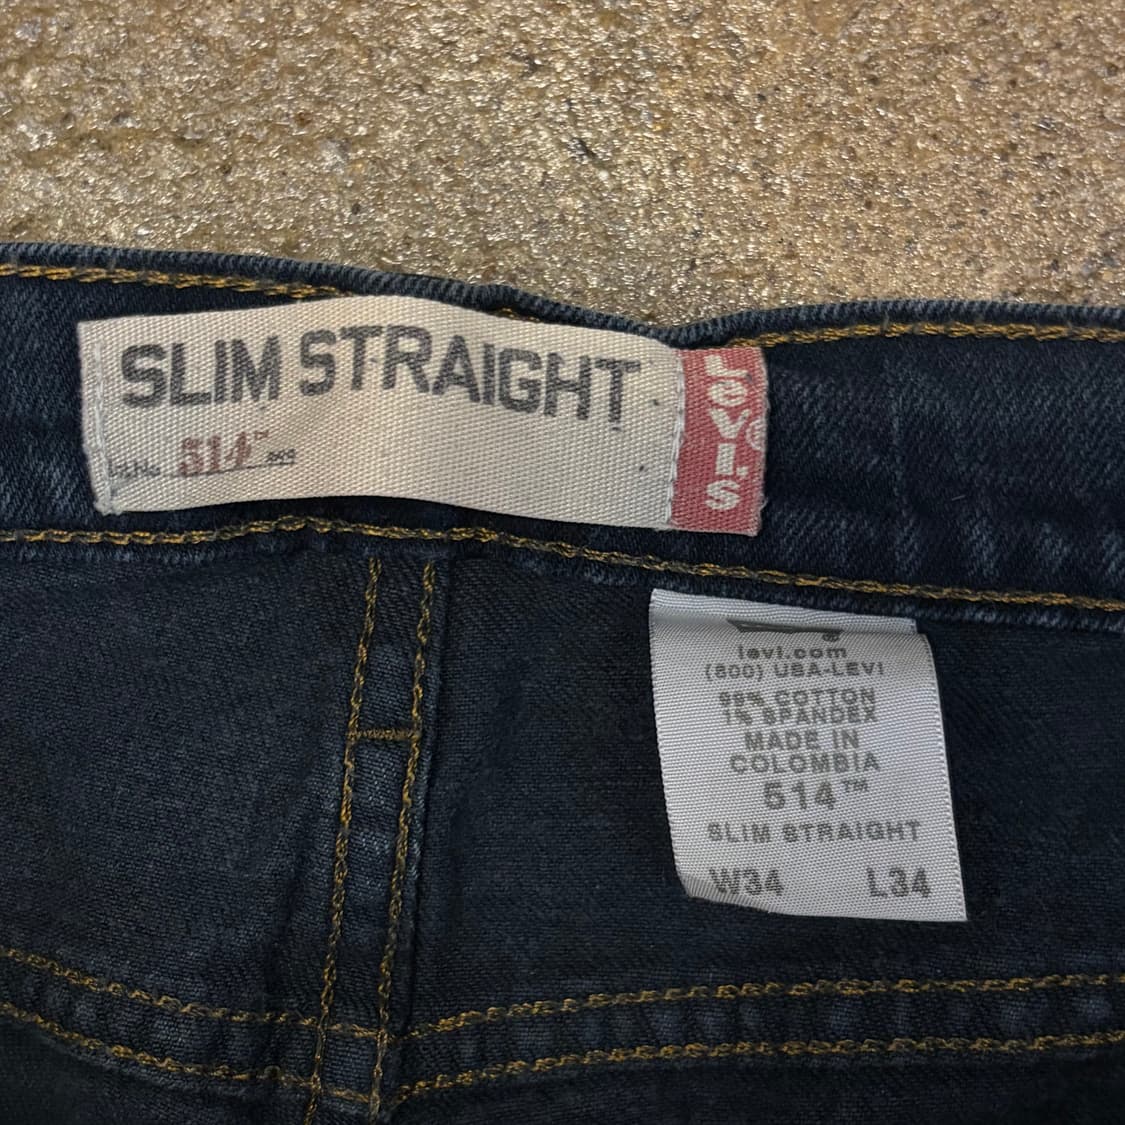 SLIM STRAIGHT
514™
Levi's®
levi.com
(800) USA-LEVI
99% COTTON
1% SPANDEX
MADE IN
COLOMBIA
514™
SLIM STRAIGHT
W34 L34